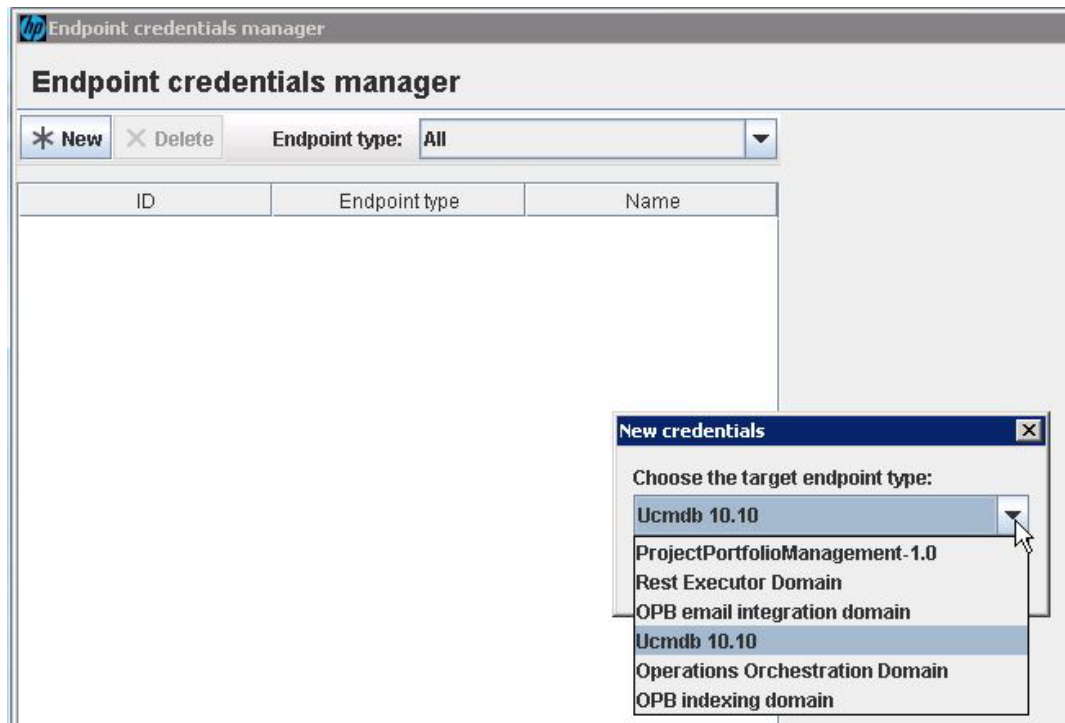 hp Endpoint credentials manager
Endpoint credentials manager
New Delete Endpoint type: All
ID Endpoint type Name
New credentials
Choose the target endpoint type:
Ucmdb 10.10
ProjectPortfolioManagement-1.0
Rest Executor Domain
OPB email integration domain
Ucmdb 10.10
Operations Orchestration Domain
OPB indexing domain